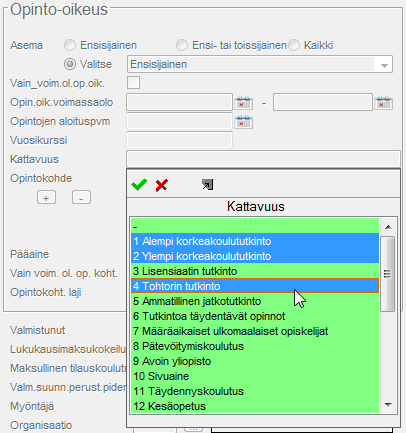 Opinto-oikeus
Asema Ensisijainen Ensi- tai toissijainen Kaikki
Valitse Ensisijainen
Vain_voim.ol.op.oik.
Opin.oik.voimassaolo -
Opintojen aloituspvm
Vuosikurssi
Kattavuus
Opintokohde
+ -
Pääaine
Vain voim. ol. op. koht.
Opintokoht. laji
Kattavuus
-
1 Alempi korkeakoulututkinto
2 Ylempi korkeakoulututkinto
3 Lisensiaatin tutkinto
4 Tohtorin tutkinto
5 Ammatillinen jatkotutkinto
6 Tutkintoa täydentävät opinnot
7 Määräaikaiset ulkomaalaiset opiskelijat
8 Pätevöitymiskoulutus
9 Avoin yliopisto
10 Sivuaine
11 Täydennyskoulutus
12 Kesäopetus
Valmistunut
Lukukausimaksukokeilu
Maksullinen tilauskoulut
Valm.suunn.perust.piden
Myöntäjä
Organisaatio